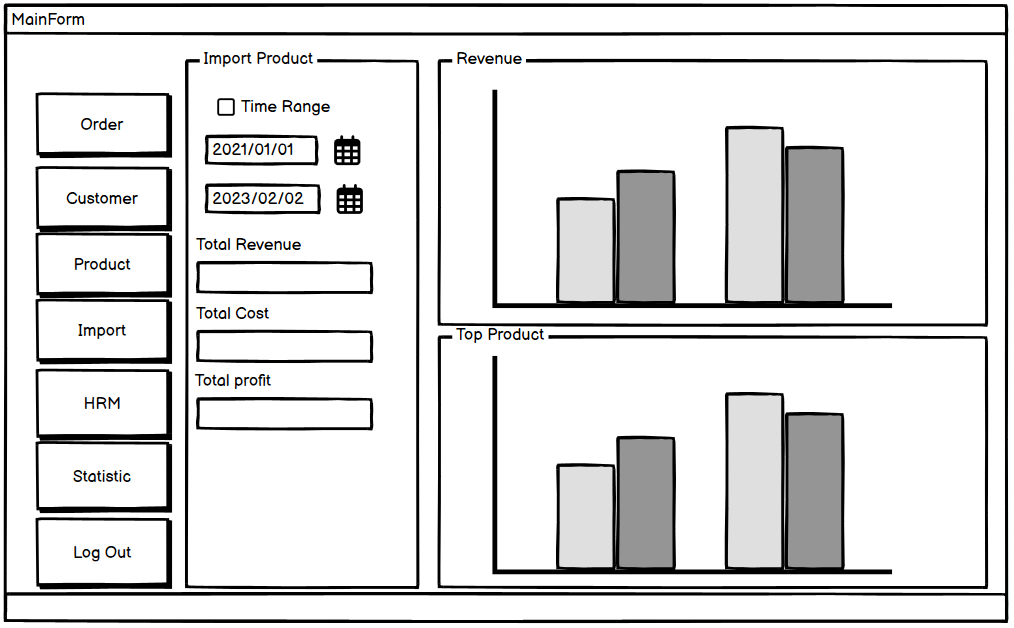 MainForm
Order
Customer
Product
Import
HRM
Statistic
Log Out
Import Product
Time Range
2021/01/01
2023/02/02
Total Revenue
Total Cost
Total profit
Revenue
Top Product